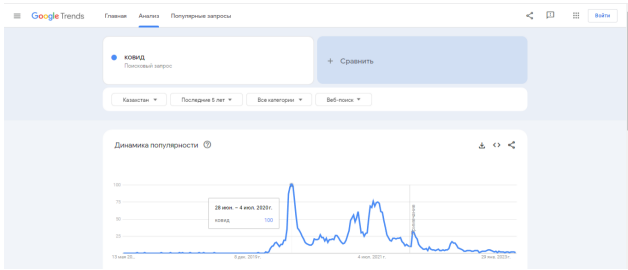 Google Trends Главная Анализ Популярные запросы Войти
ковид
Поисковый запрос
+ Сравнить
Казахстан Последние 5 лет Все категории Веб-поиск
Динамика популярности
100
75
50
25
28 июн. – 4 июл. 2020 г.
ковид 100
6 дек. 2019 г. 4 июл. 2021 г.